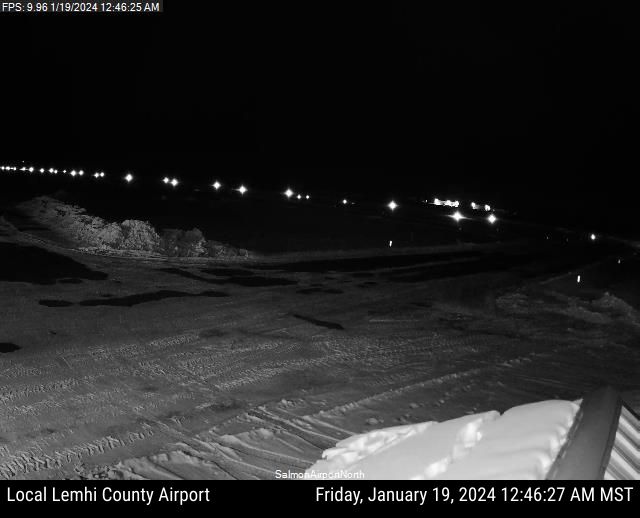 FPS: 9.96 1/19/2024 12:46:25 AM
SalmonAirportNorth
Local Lemhi County Airport
Friday, January 19, 2024 12:46:27 AM MST